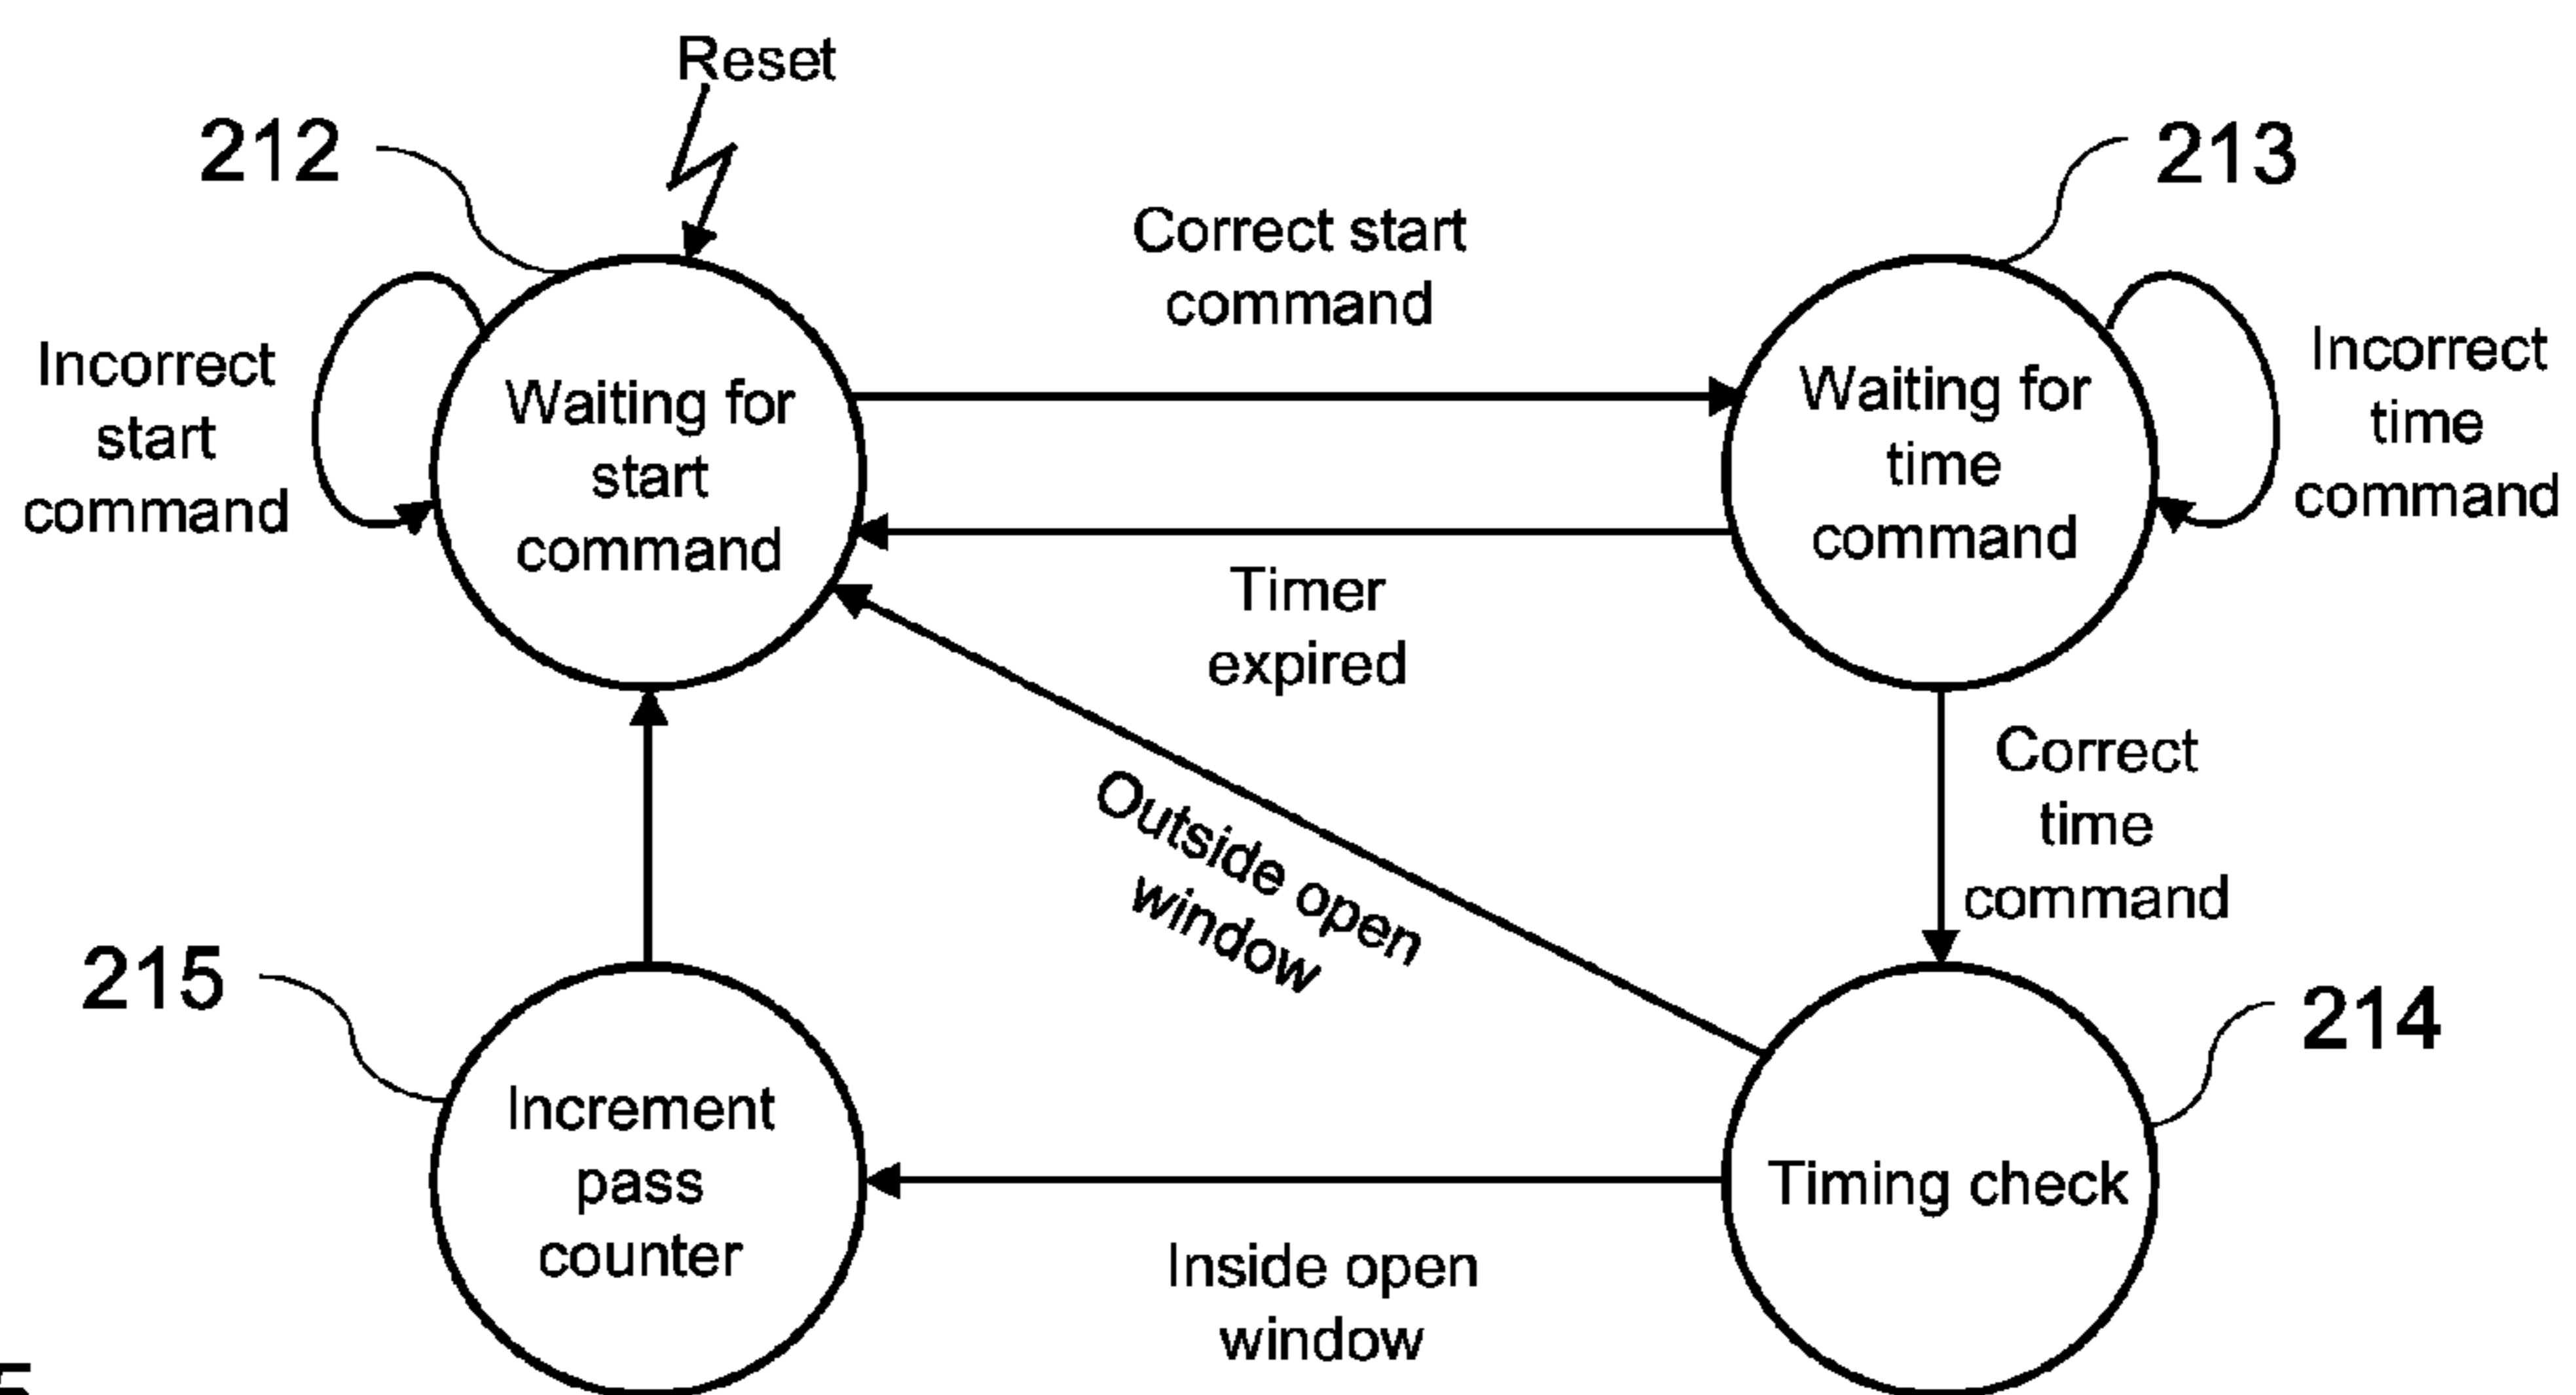 Reset
212
213
Correct start
command
Incorrect
start
command
Waiting for
start
command
Waiting for
time
command
Incorrect
time
command
Timer
expired
Correct
time
command
Outside open
window
215
214
Increment
pass
counter
Timing check
Inside open
window